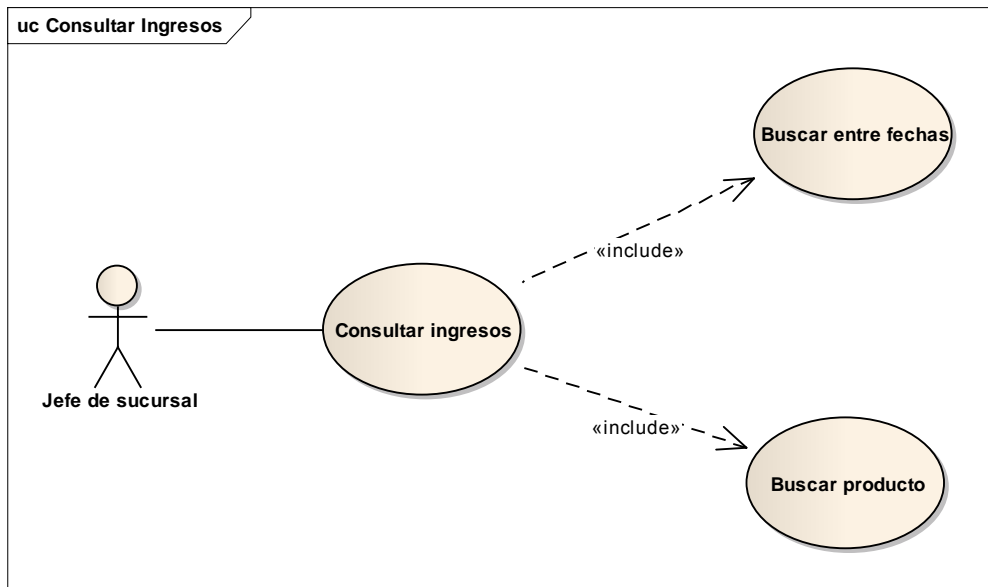 uc Consultar Ingresos
Buscar entre fechas
«include»
Consultar ingresos
Jefe de sucursal
«include»
Buscar producto